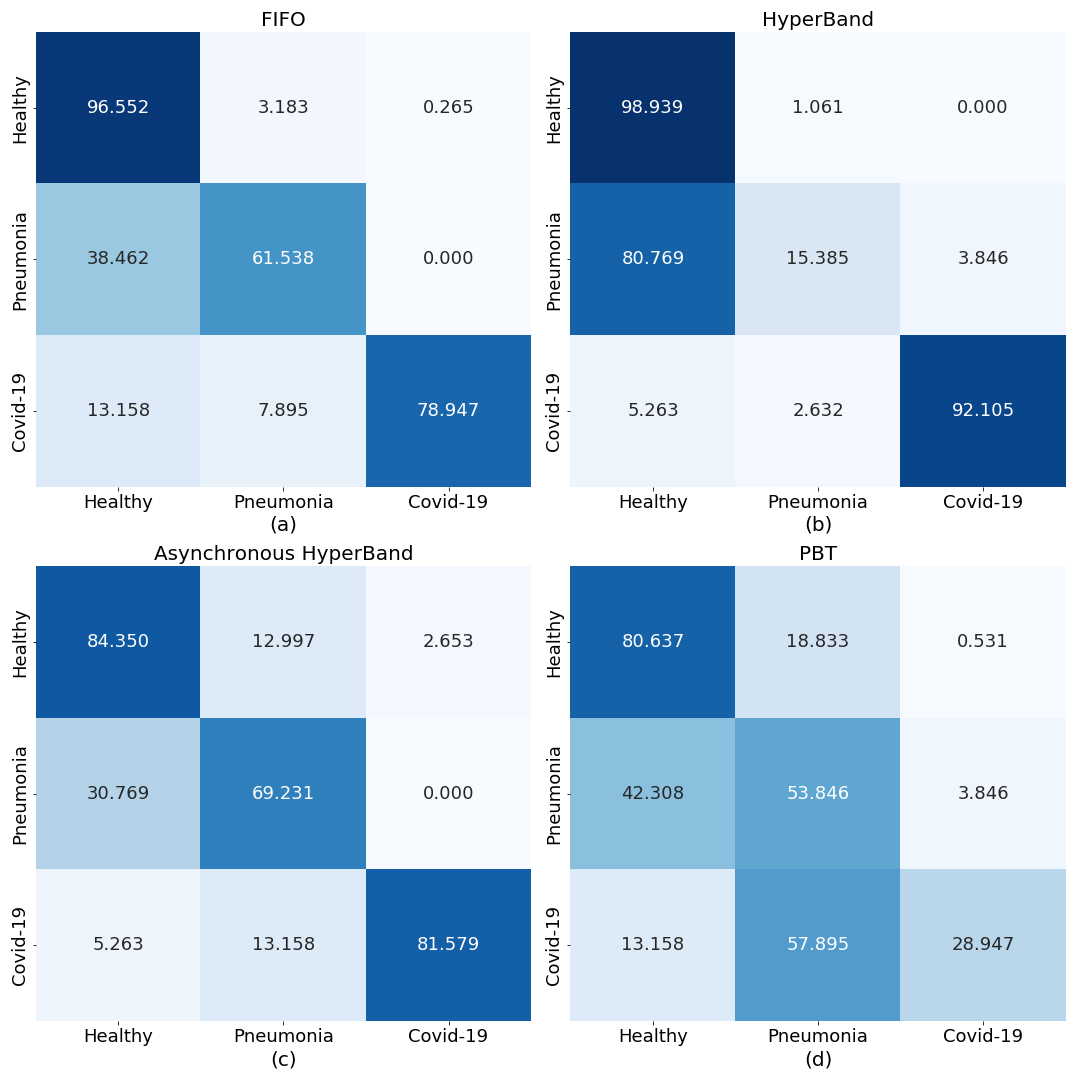 FIFO
Healthy 96.552 3.183 0.265
Pneumonia 38.462 61.538 0.000
Covid-19 13.158 7.895 78.947
Healthy Pneumonia Covid-19
(a)
HyperBand
Healthy 98.939 1.061 0.000
Pneumonia 80.769 15.385 3.846
Covid-19 5.263 2.632 92.105
Healthy Pneumonia Covid-19
(b)
Asynchronous HyperBand
Healthy 84.350 12.997 2.653
Pneumonia 30.769 69.231 0.000
Covid-19 5.263 13.158 81.579
Healthy Pneumonia Covid-19
(c)
PBT
Healthy 80.637 18.833 0.531
Pneumonia 42.308 53.846 3.846
Covid-19 13.158 57.895 28.947
Healthy Pneumonia Covid-19
(d)